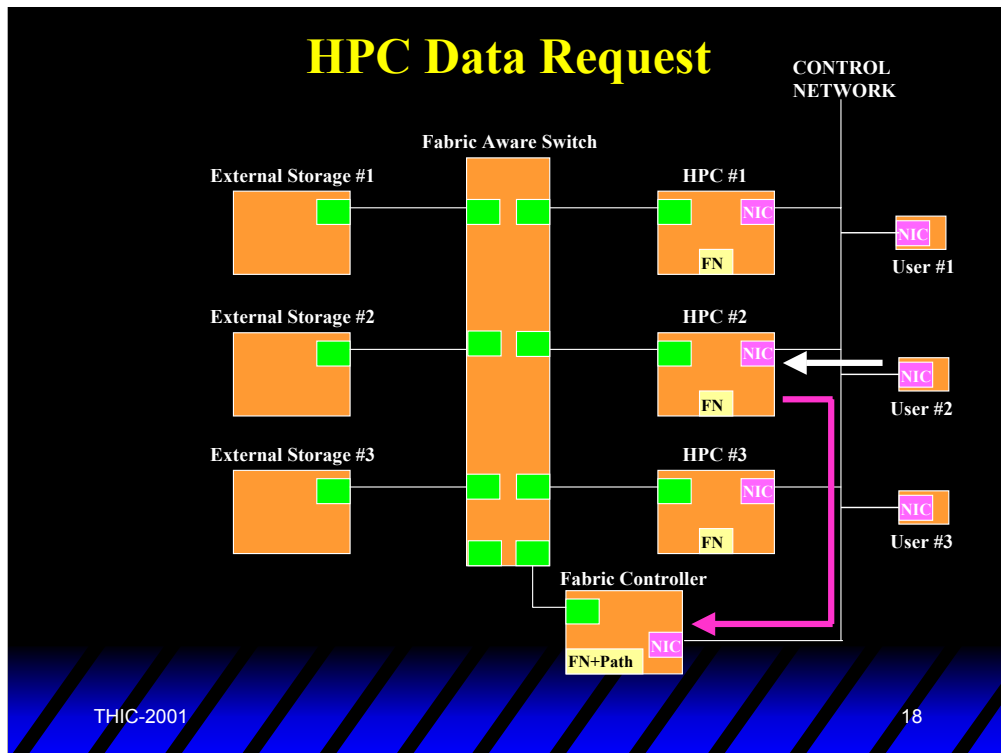 HPC Data Request
CONTROL
NETWORK
Fabric Aware Switch
External Storage #1
HPC #1
NIC
NIC
FN
User #1
External Storage #2
HPC #2
NIC
NIC
FN
User #2
External Storage #3
HPC #3
NIC
NIC
FN
User #3
Fabric Controller
NIC
FN+Path
THIC-2001
18